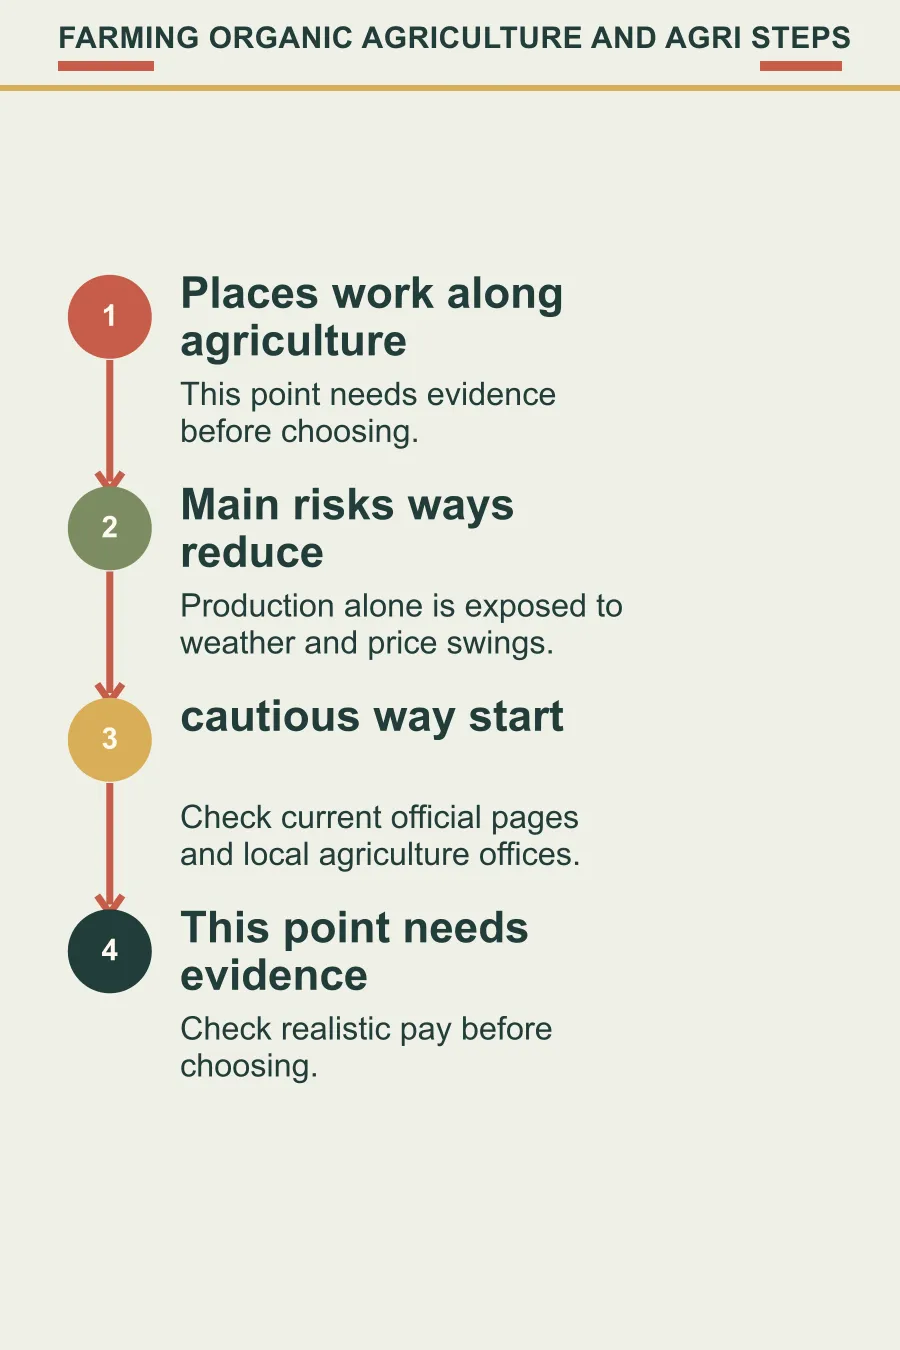 FARMING ORGANIC AGRICULTURE AND AGRI STEPS
1
Places work along
agriculture
This point needs evidence
before choosing.
2
Main risks ways
reduce
Production alone is exposed to
weather and price swings.
3
cautious way start
Check current official pages
and local agriculture offices.
4
This point needs
evidence
Check realistic pay before
choosing.